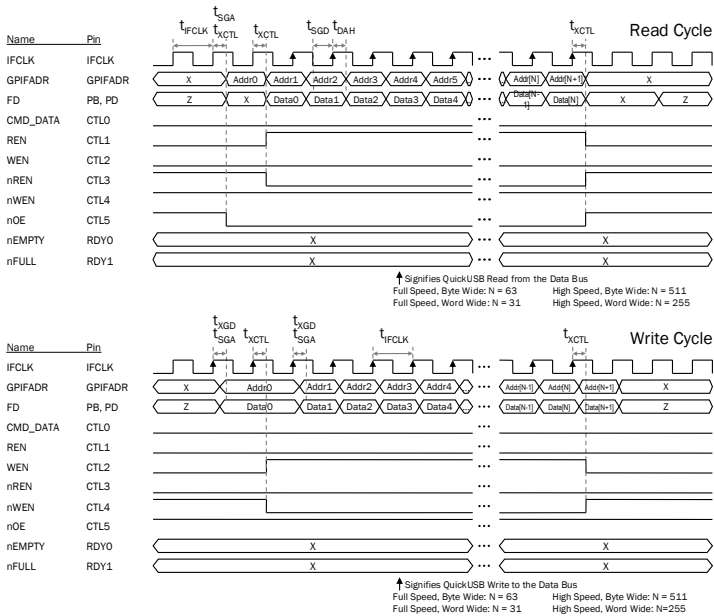 tSGA
tIFCLK tXCTL tXCTL tSGD tDAH tXCTL Read Cycle
Name Pin
IFCLK IFCLK ...
GPIFADR GPIFADR X Addr0 Addr1 Addr2 Addr3 Addr4 Addr5 ... Addr[N] Addr[N+1] X
FD PB, PD Z X Data0 Data1 Data2 Data3 Data4 ... Data[N-1] Data[N] X Z
CMD_DATA CTL0 ...
REN CTL1 ...
WEN CTL2 ...
nREN CTL3 ...
nWEN CTL4 ...
nOE CTL5 ...
nEMPTY RDY0 X ... X
nFULL RDY1 X ... X
Signifies QuickUSB Read from the Data Bus
Full Speed, Byte Wide: N = 63 High Speed, Byte Wide: N = 511
Full Speed, Word Wide: N = 31 High Speed, Word Wide: N = 255
tXGD tXGD
tSGA tXCTL tSGA tIFCLK tXCTL Write Cycle
Name Pin
IFCLK IFCLK ...
GPIFADR GPIFADR X Addr0 Addr1 Addr2 Addr3 Addr4 ... Addr[N-1] Addr[N] Addr[N+1] X
FD PB, PD Z Data0 Data1 Data2 Data3 Data4 ... Data[N-1] Data[N] Data[N+1] Z
CMD_DATA CTL0 ...
REN CTL1 ...
WEN CTL2 ...
nREN CTL3 ...
nWEN CTL4 ...
nOE CTL5 ...
nEMPTY RDY0 X ... X
nFULL RDY1 X ... X
Signifies QuickUSB Write to the Data Bus
Full Speed, Byte Wide: N = 63 High Speed, Byte Wide: N = 511
Full Speed, Word Wide: N = 31 High Speed, Word Wide: N=255